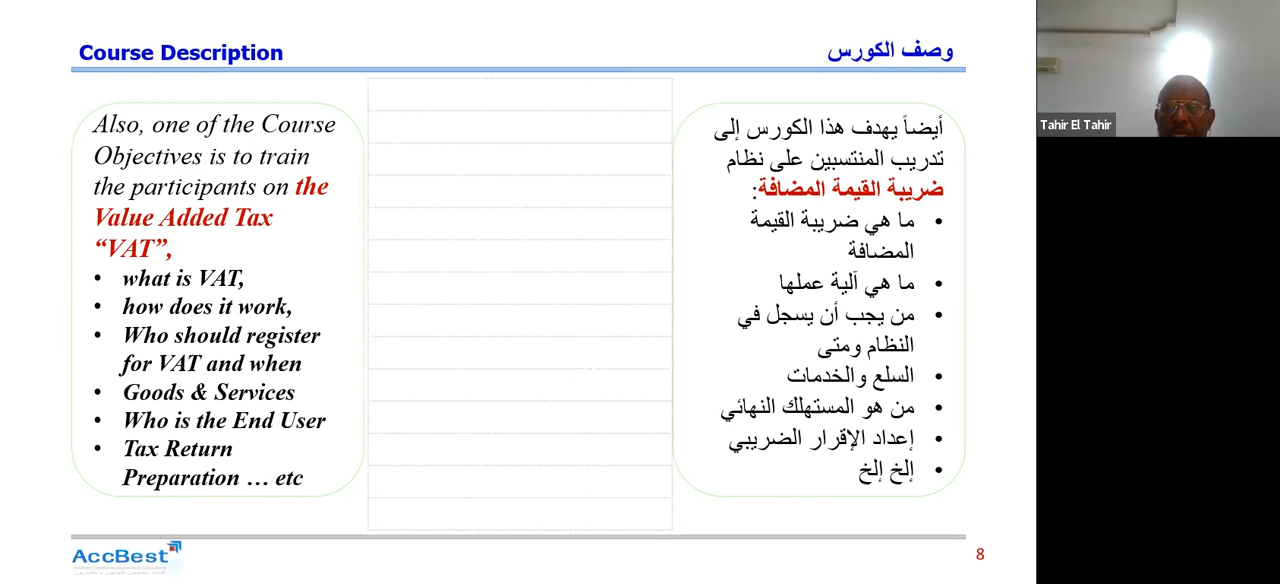 Course Description
وصف الكورس
Also, one of the Course
Objectives is to train
the participants on the
Value Added Tax
“VAT”,
• what is VAT,
• how does it work,
• Who should register
for VAT and when
• Goods & Services
• Who is the End User
• Tax Return
Preparation … etc
أيضاً يهدف هذا الكورس إلى
تدريب المنتسبين على نظام
ضريبة القيمة المضافة:
• ما هي ضريبة القيمة
المضافة
• ما هي آلية عملها
• من يجب أن يسجل في
النظام ومتى
• السلع والخدمات
• من هو المستهلك النهائي
• إعداد الإقرار الضريبي
• إلخ إلخ
Tahir El Tahir
AccBest
8